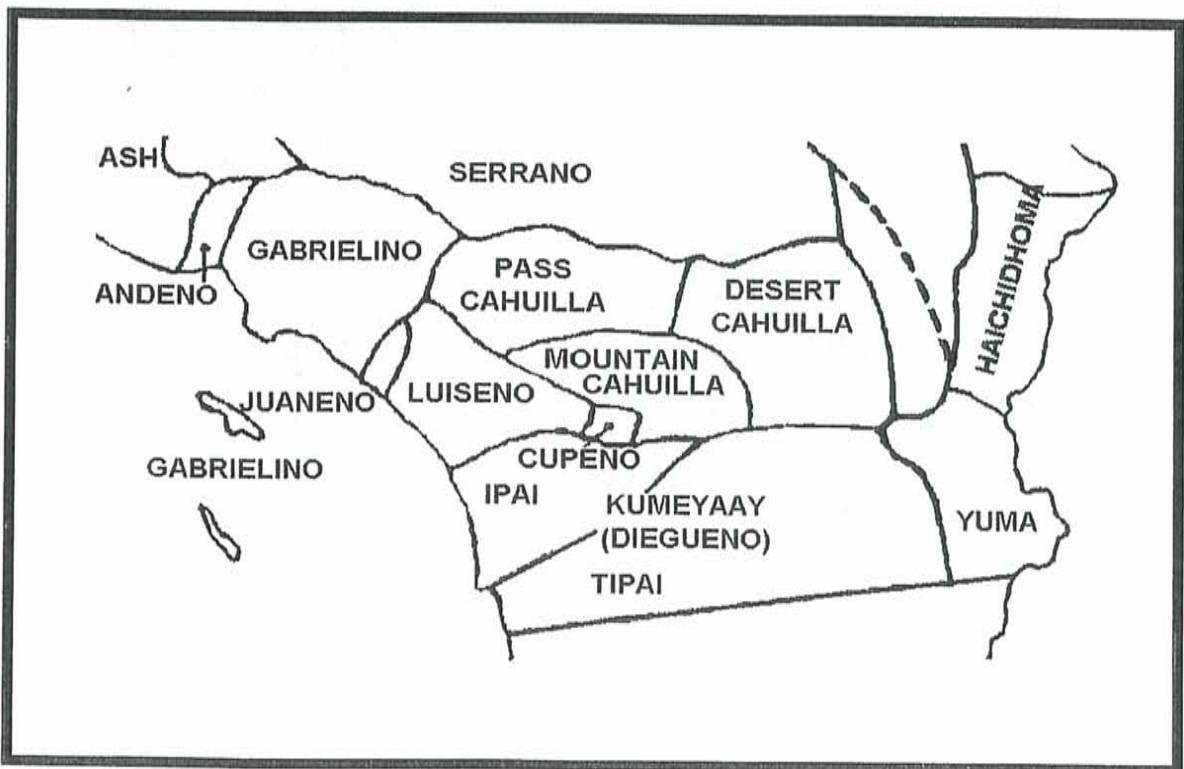 ASH
SERRANO
GABRIELINO
ANDENO
PASS
CAHUILLA
DESERT
CAHUILLA
HAICHIDHOMA
MOUNTAIN
CAHUILLA
JUANENO
LUISENO
GABRIELINO
CUPENO
IPAI
KUMEYAAY
(DIEGUENO)
YUMA
TIPAI